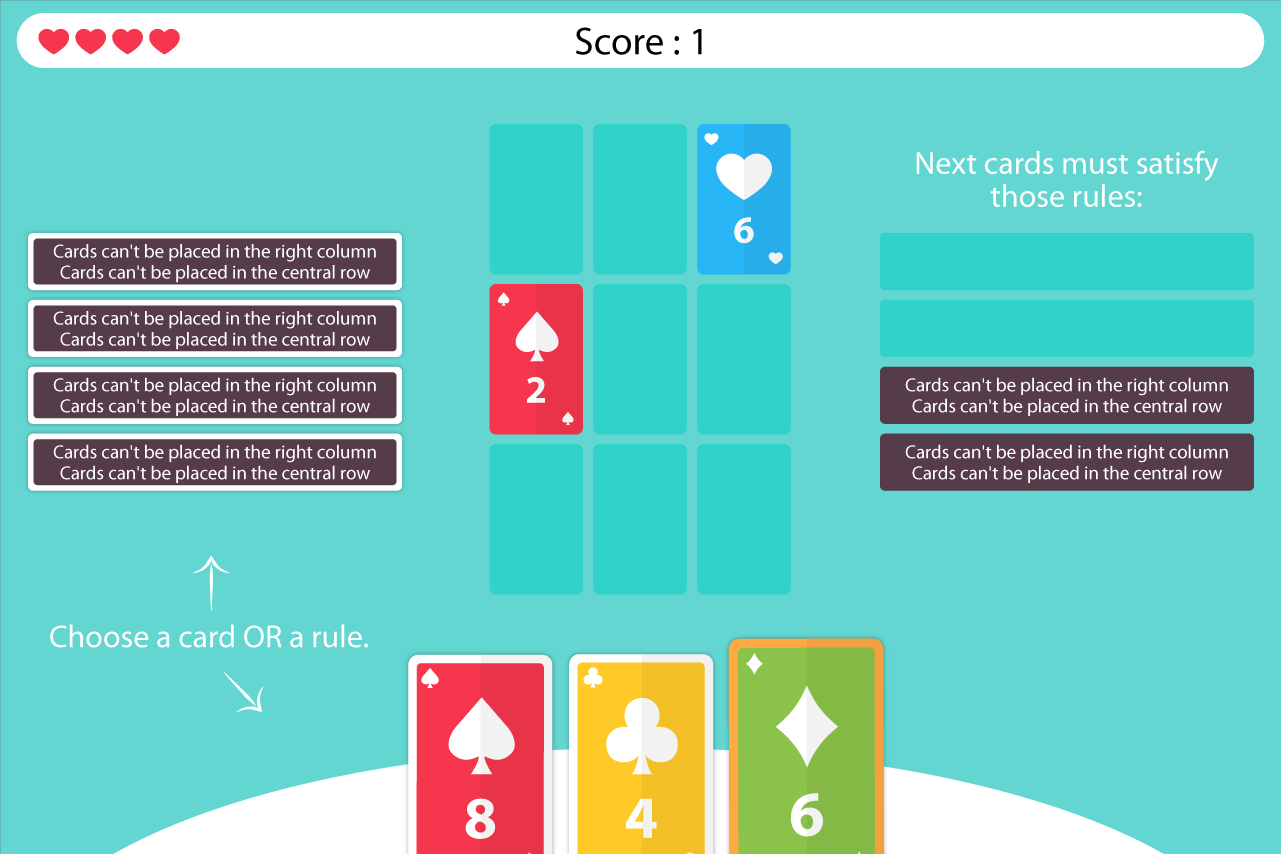 Score : 1
6
Next cards must satisfy
those rules:
Cards can't be placed in the right column
Cards can't be placed in the central row
Cards can't be placed in the right column
Cards can't be placed in the central row
Cards can't be placed in the right column
Cards can't be placed in the central row
Cards can't be placed in the right column
Cards can't be placed in the central row
2
Cards can't be placed in the right column
Cards can't be placed in the central row
Cards can't be placed in the right column
Cards can't be placed in the central row
Choose a card OR a rule.
8
4
6